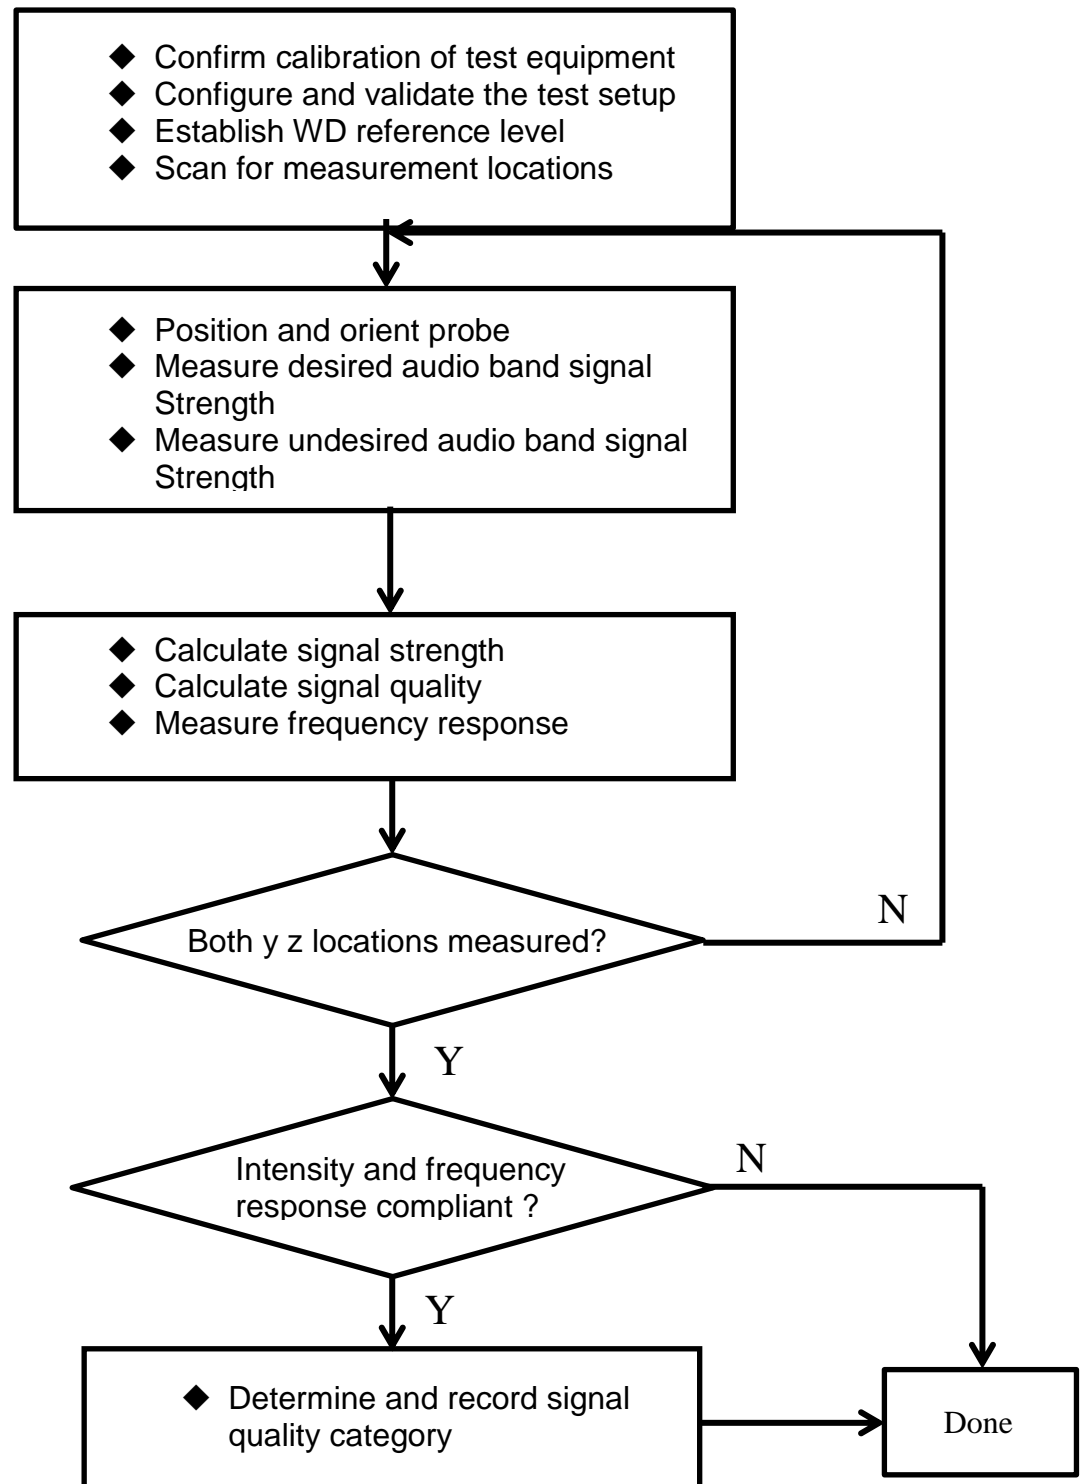 ◆ Confirm calibration of test equipment
◆ Configure and validate the test setup
◆ Establish WD reference level
◆ Scan for measurement locations
◆ Position and orient probe
◆ Measure desired audio band signal
Strength
◆ Measure undesired audio band signal
Strength
◆ Calculate signal strength
◆ Calculate signal quality
◆ Measure frequency response
Both y z locations measured?
N
Y
Intensity and frequency
response compliant ?
N
Y
◆ Determine and record signal
quality category
Done